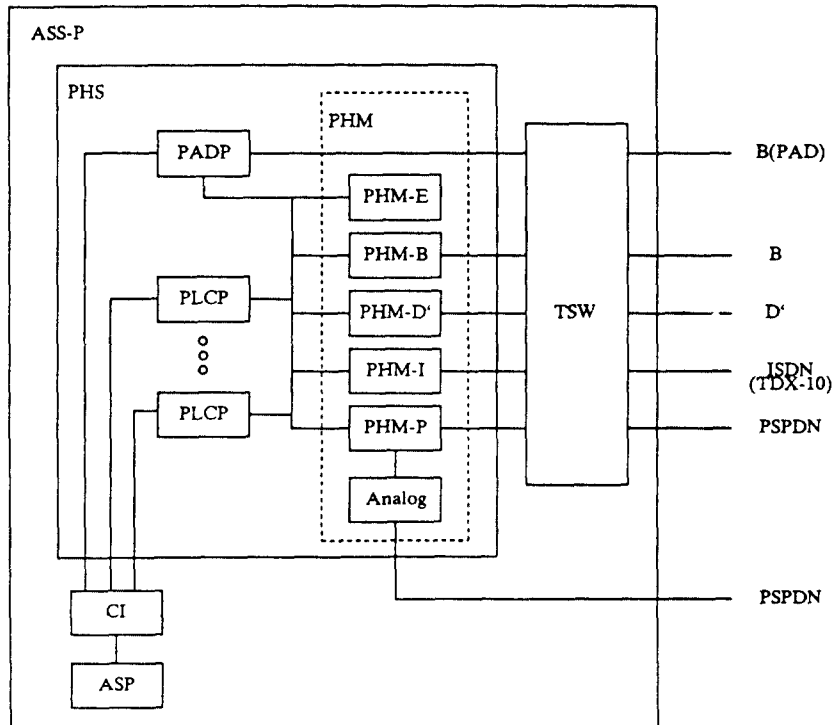 ASS-P
PHS
PHM
PADP
B(PAD)
PHM-E
PHM-B
B
PLCP
PHM-D'
TSW
D'
PHM-I
ISDN
(TDX-10)
PLCP
PHM-P
PSPDN
Analog
CI
PSPDN
ASP